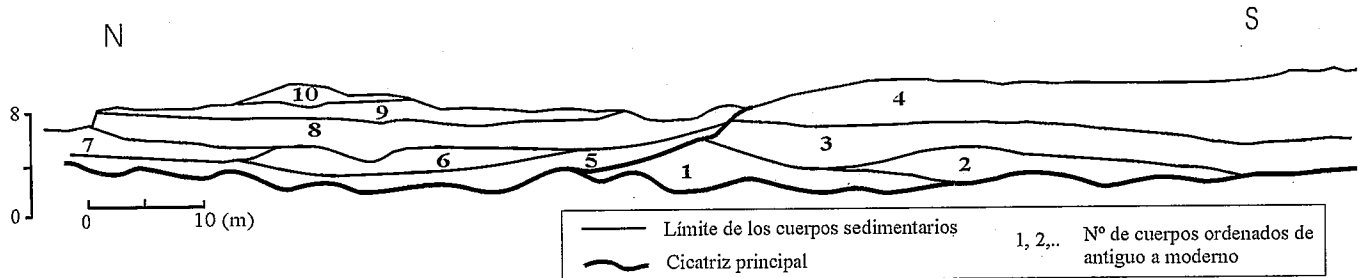 N
S
10
9
4
8
8
7
3
6
5
2
1
0
0
10 (m)
Límite de los cuerpos sedimentarios
Cicatriz principal
1, 2,.. Nº de cuerpos ordenados de
antiguo a moderno